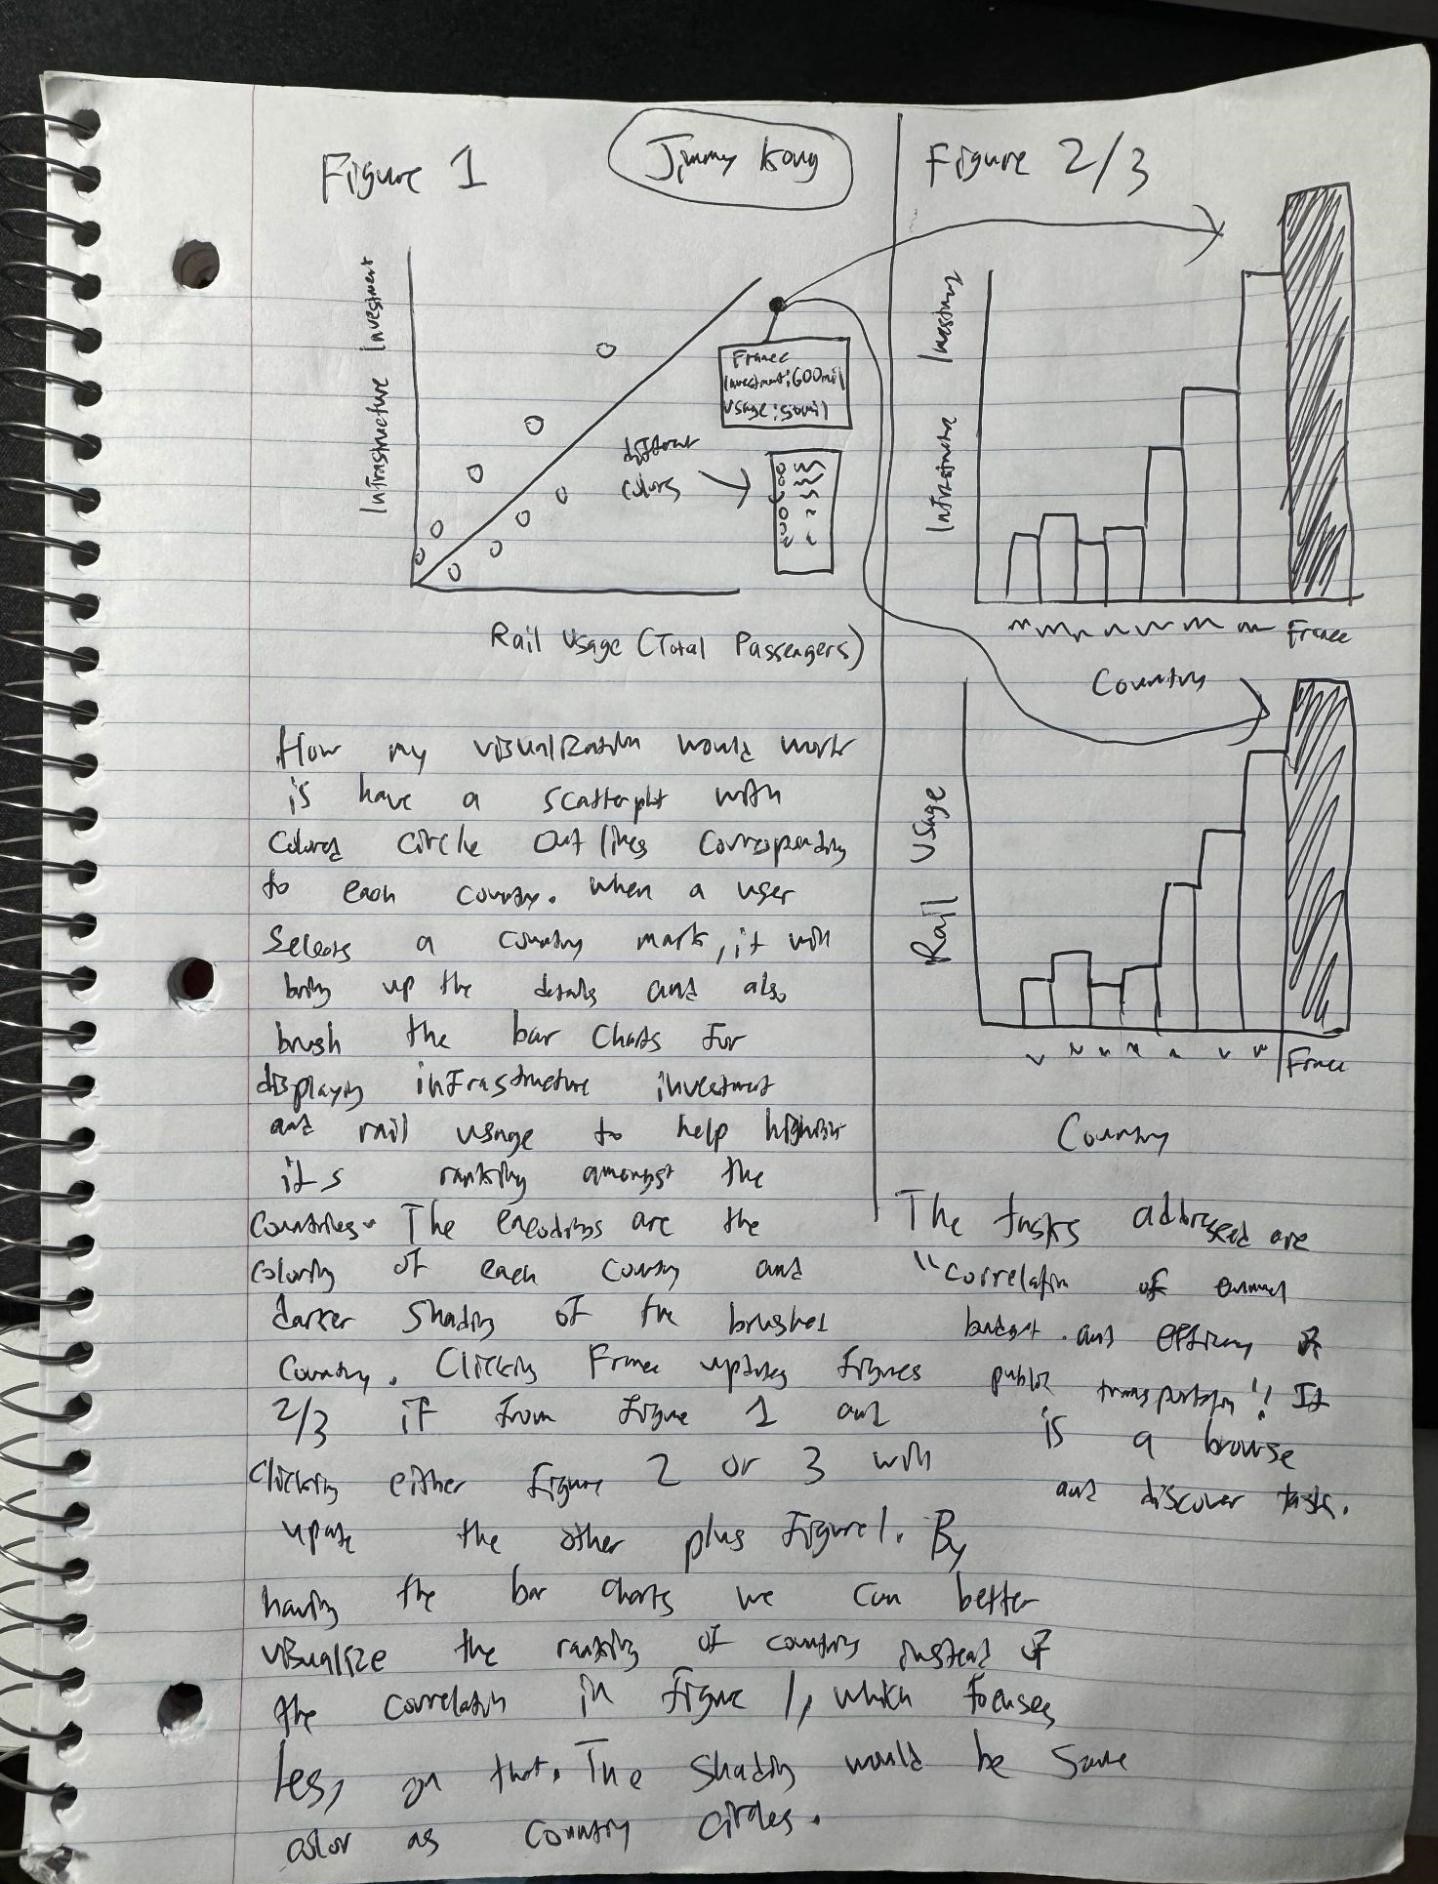 Figure 1
Jimmy Kong
Infrastructure Investment
France
Investment: 600mil
Usage: 50mil
different
colors
Rail Usage (Total Passengers)
How my visualization would work
is have a scatterplot with
colored circle outlines corresponding
to each country. When a user
selects a country mark, it will
bring up the details and also
brush the bar charts for
displaying infrastructure investment
and rail usage to help highlight
its ranking amongst the
countries. The encodings are the
coloring of each country and
darker shading of the brushed
country. Clicking France updates figures
2/3 if from figure 1 and
clicking either figure 2 or 3 will
update the other plus figure 1. By
having the bar charts we can better
visualize the ranking of country instead of
the correlation in figure 1, which focuses
less, on that. The shading would be same
color as country circles.
Figure 2/3
Infrastructure Investment
France
Country
Rail Usage
France
Country
The tasks addressed are
"correlation of annual
budget and efficiency of
public transportation". It
is a browse
and discover task.